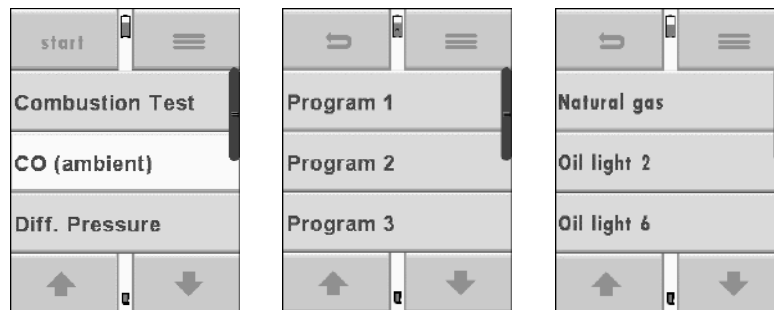 start
Combustion Test
CO (ambient)
Diff. Pressure
Program 1
Program 2
Program 3
Natural gas
Oil light 2
Oil light 6